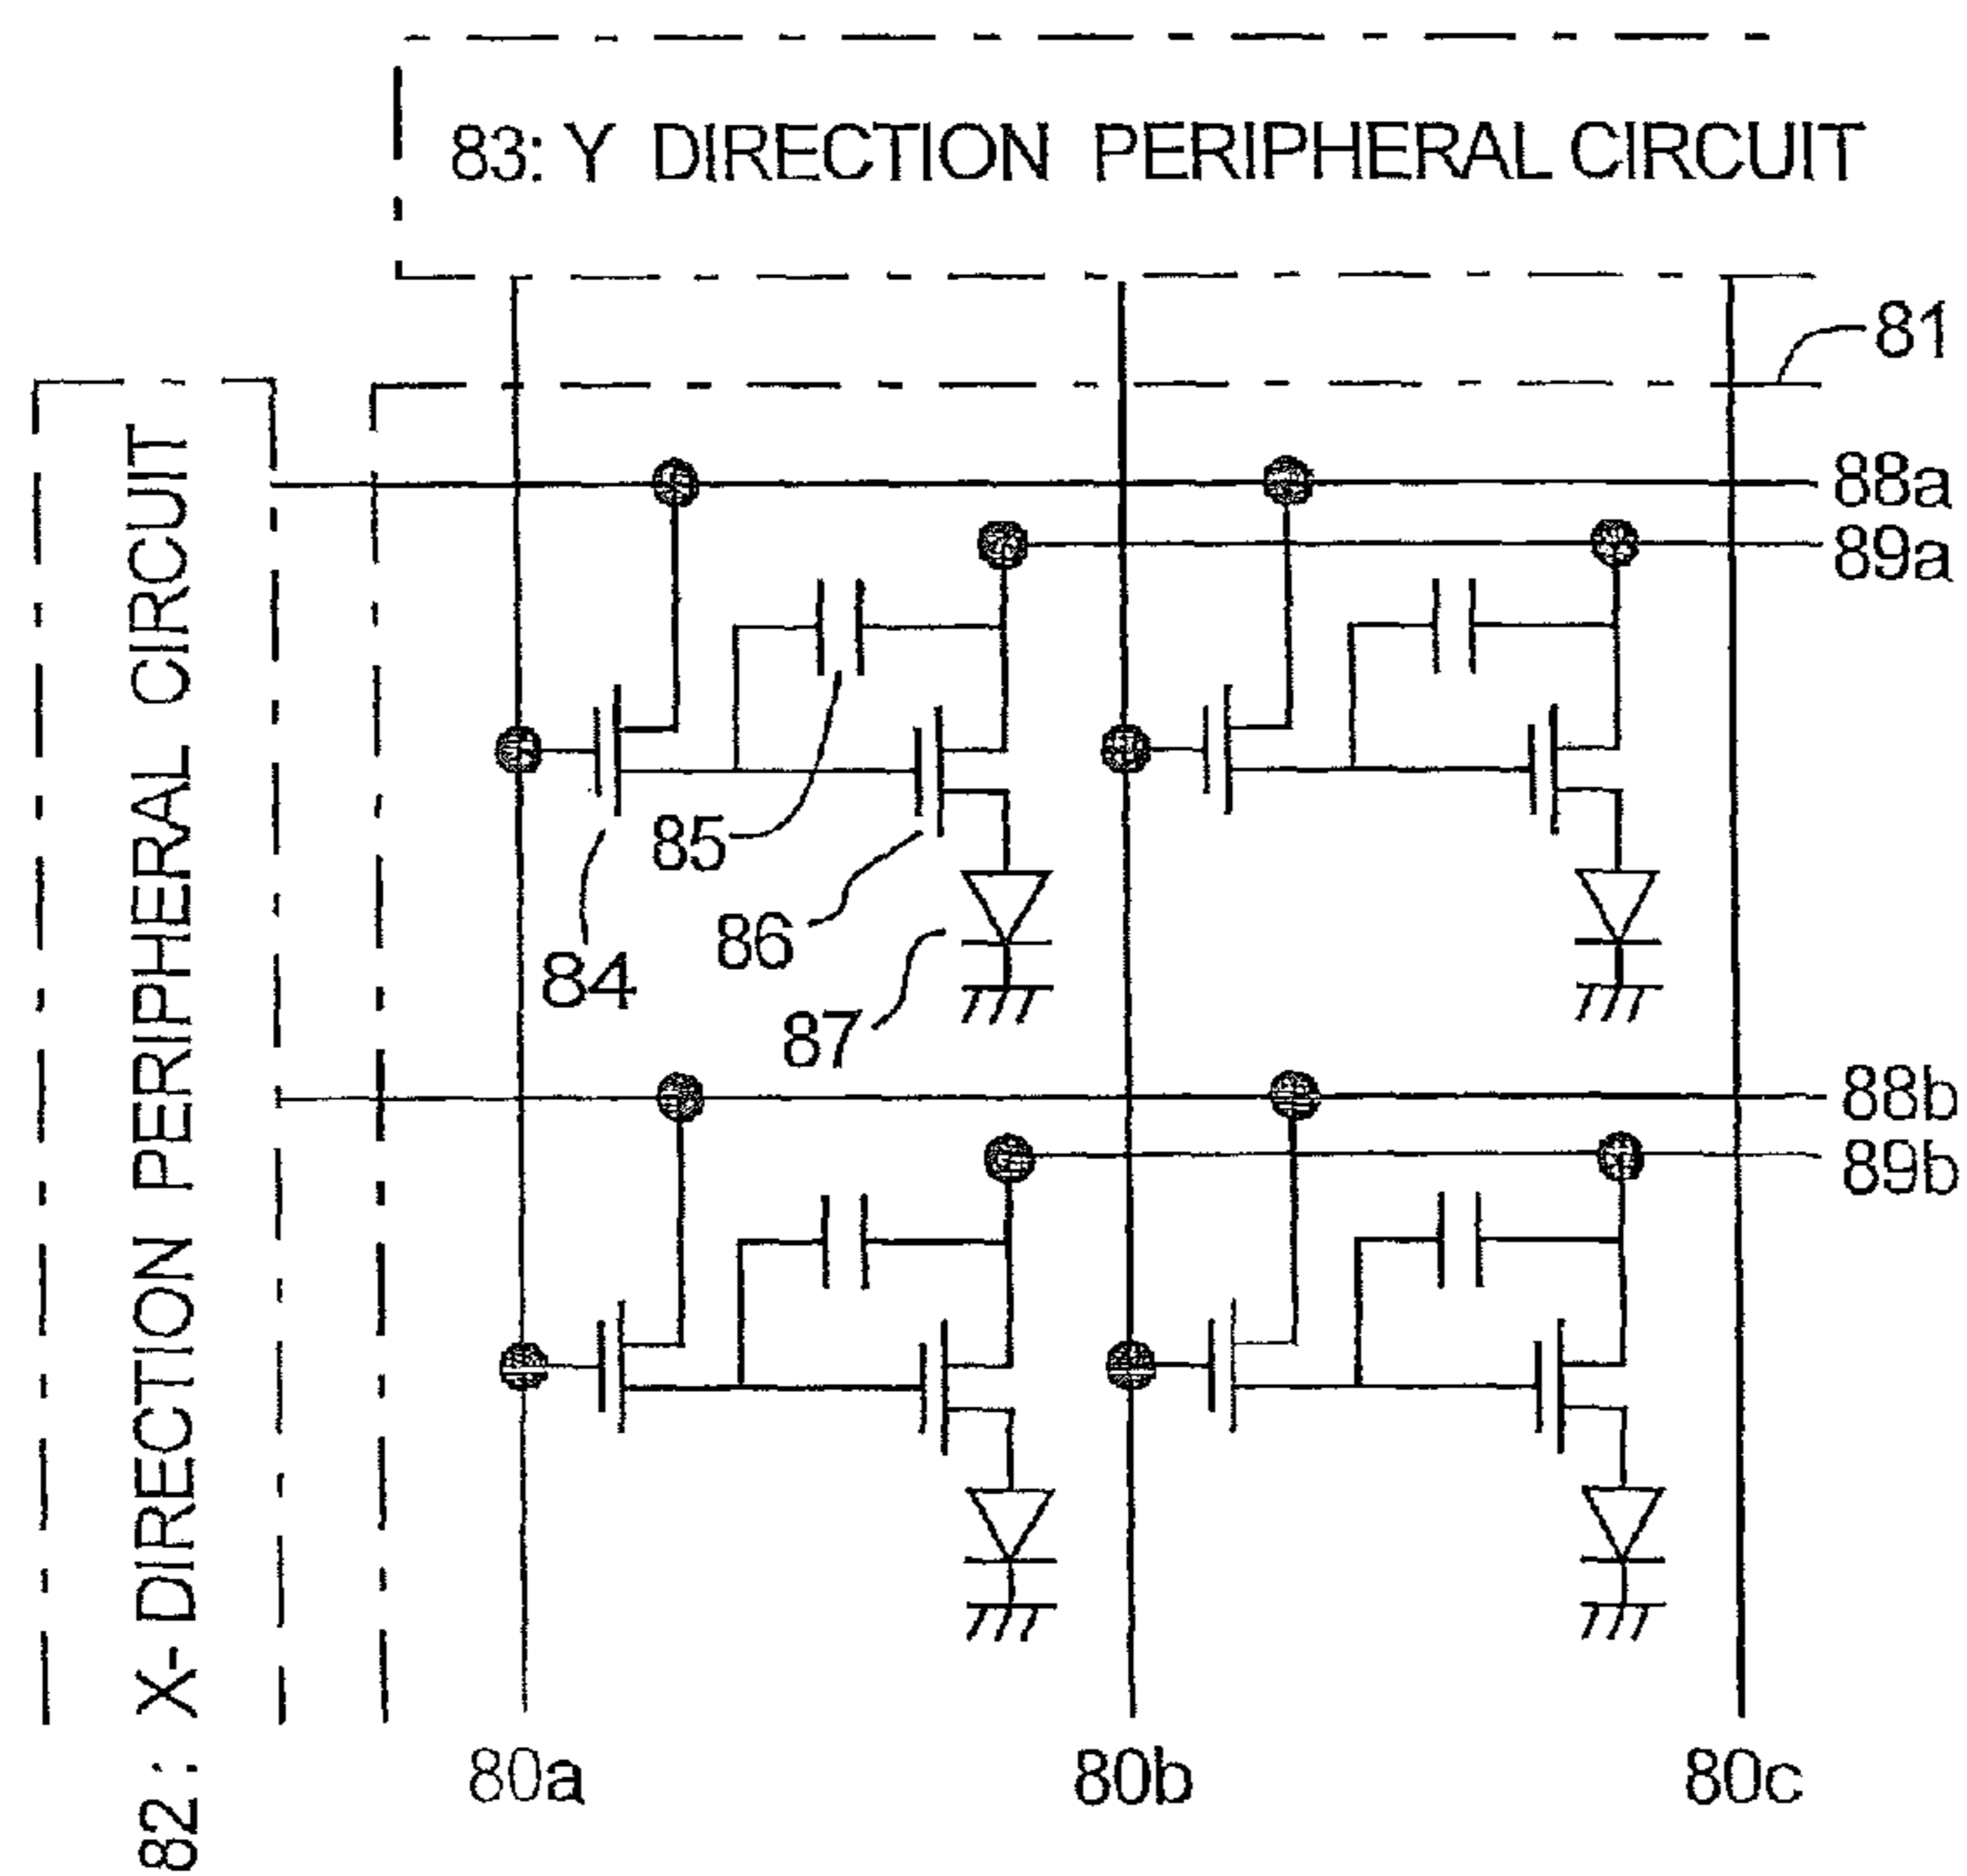 83: Y DIRECTION PERIPHERAL CIRCUIT
81
82: X-DIRECTION PERIPHERAL CIRCUIT
88a
89a
85
86
84
87
88b
89b
80a
80b
80c